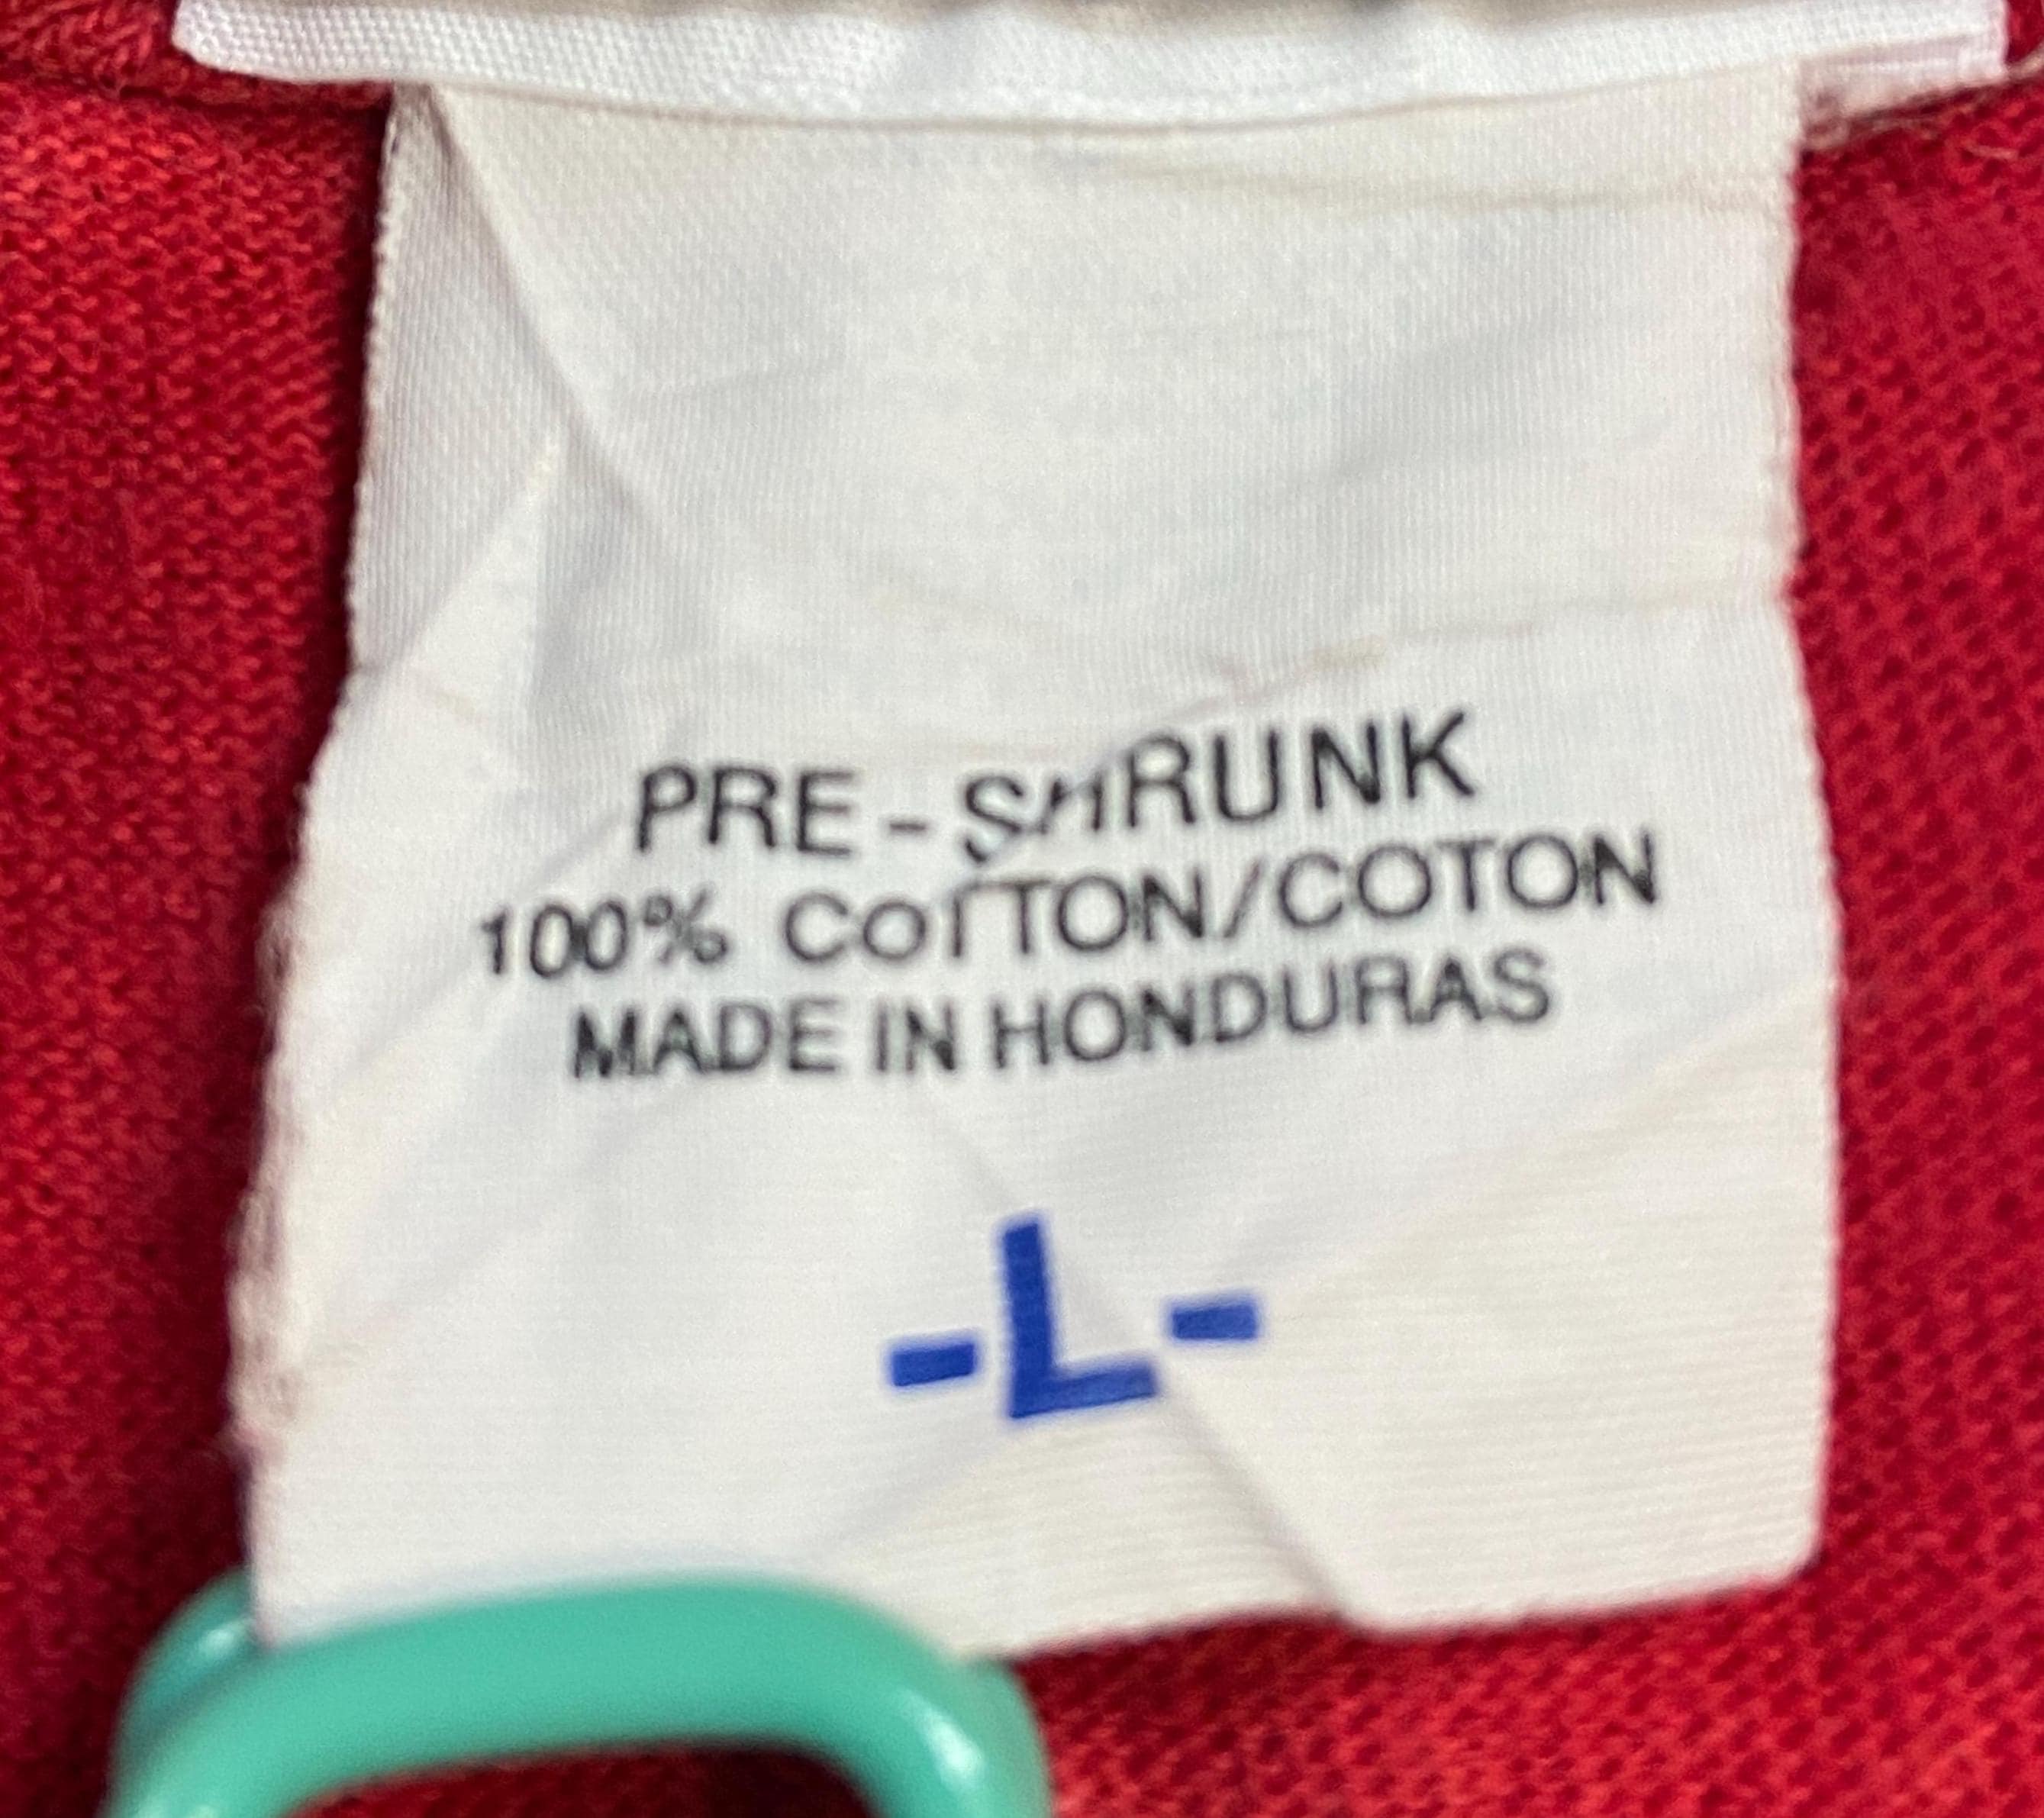 PRE-SHRUNK
100% COTTON/COTON
MADE IN HONDURAS
-L-